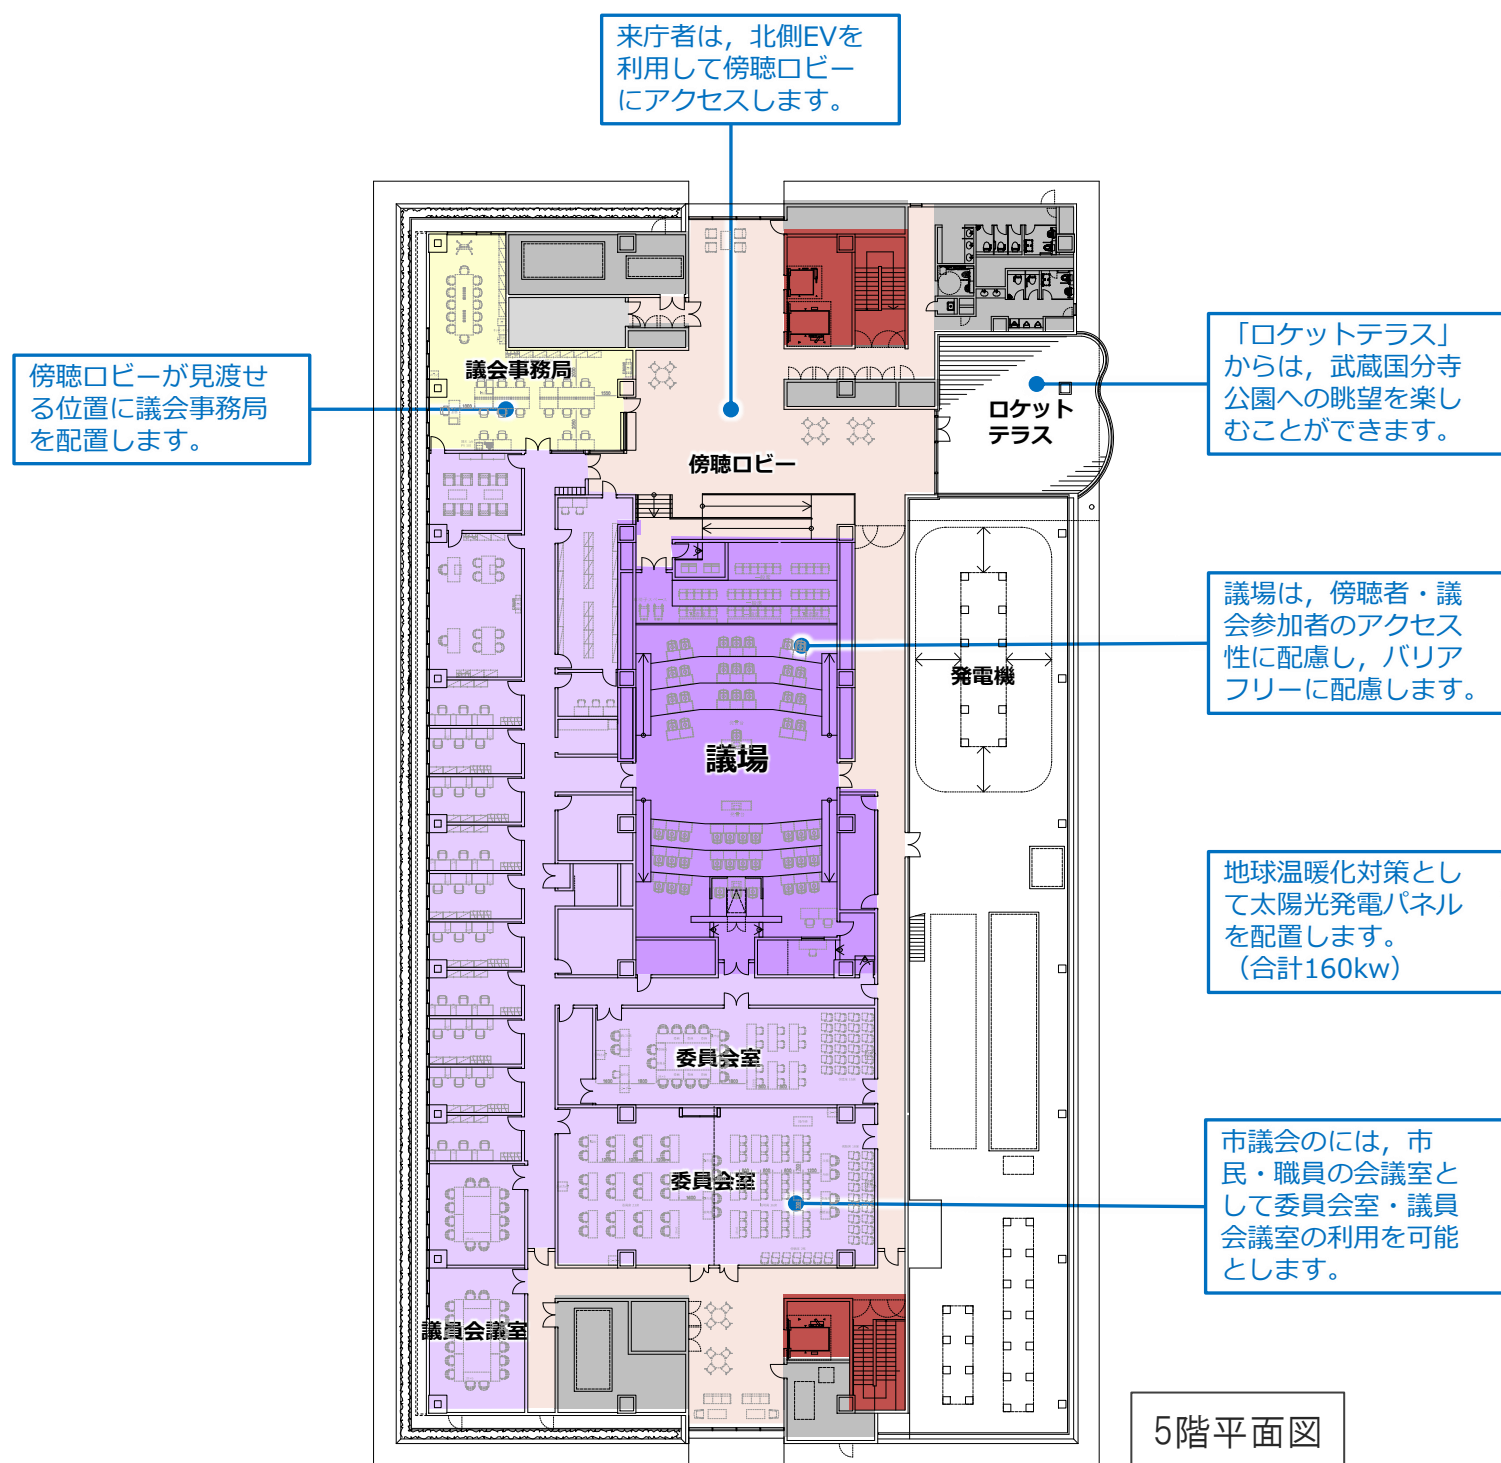 来庁者は，北側EVを
利用して傍聴ロビー
にアクセスします。
傍聴ロビーが見渡せ
る位置に議会事務局
を配置します。
「ロケットテラス」
からは，武蔵国分寺
公園への眺望を楽し
むことができます。
議場は，傍聴者・議
会参加者のアクセス
性に配慮し，バリア
フリーに配慮します。
地球温暖化対策とし
て太陽光発電パネル
を配置します。
（合計160kw）
市議会のには，市
民・職員の会議室と
して委員会室・議員
会議室の利用を可能
とします。
議会事務局
ロケット
テラス
傍聴ロビー
発電機
議場
委員会室
委員会室
議員会議室
5階平面図